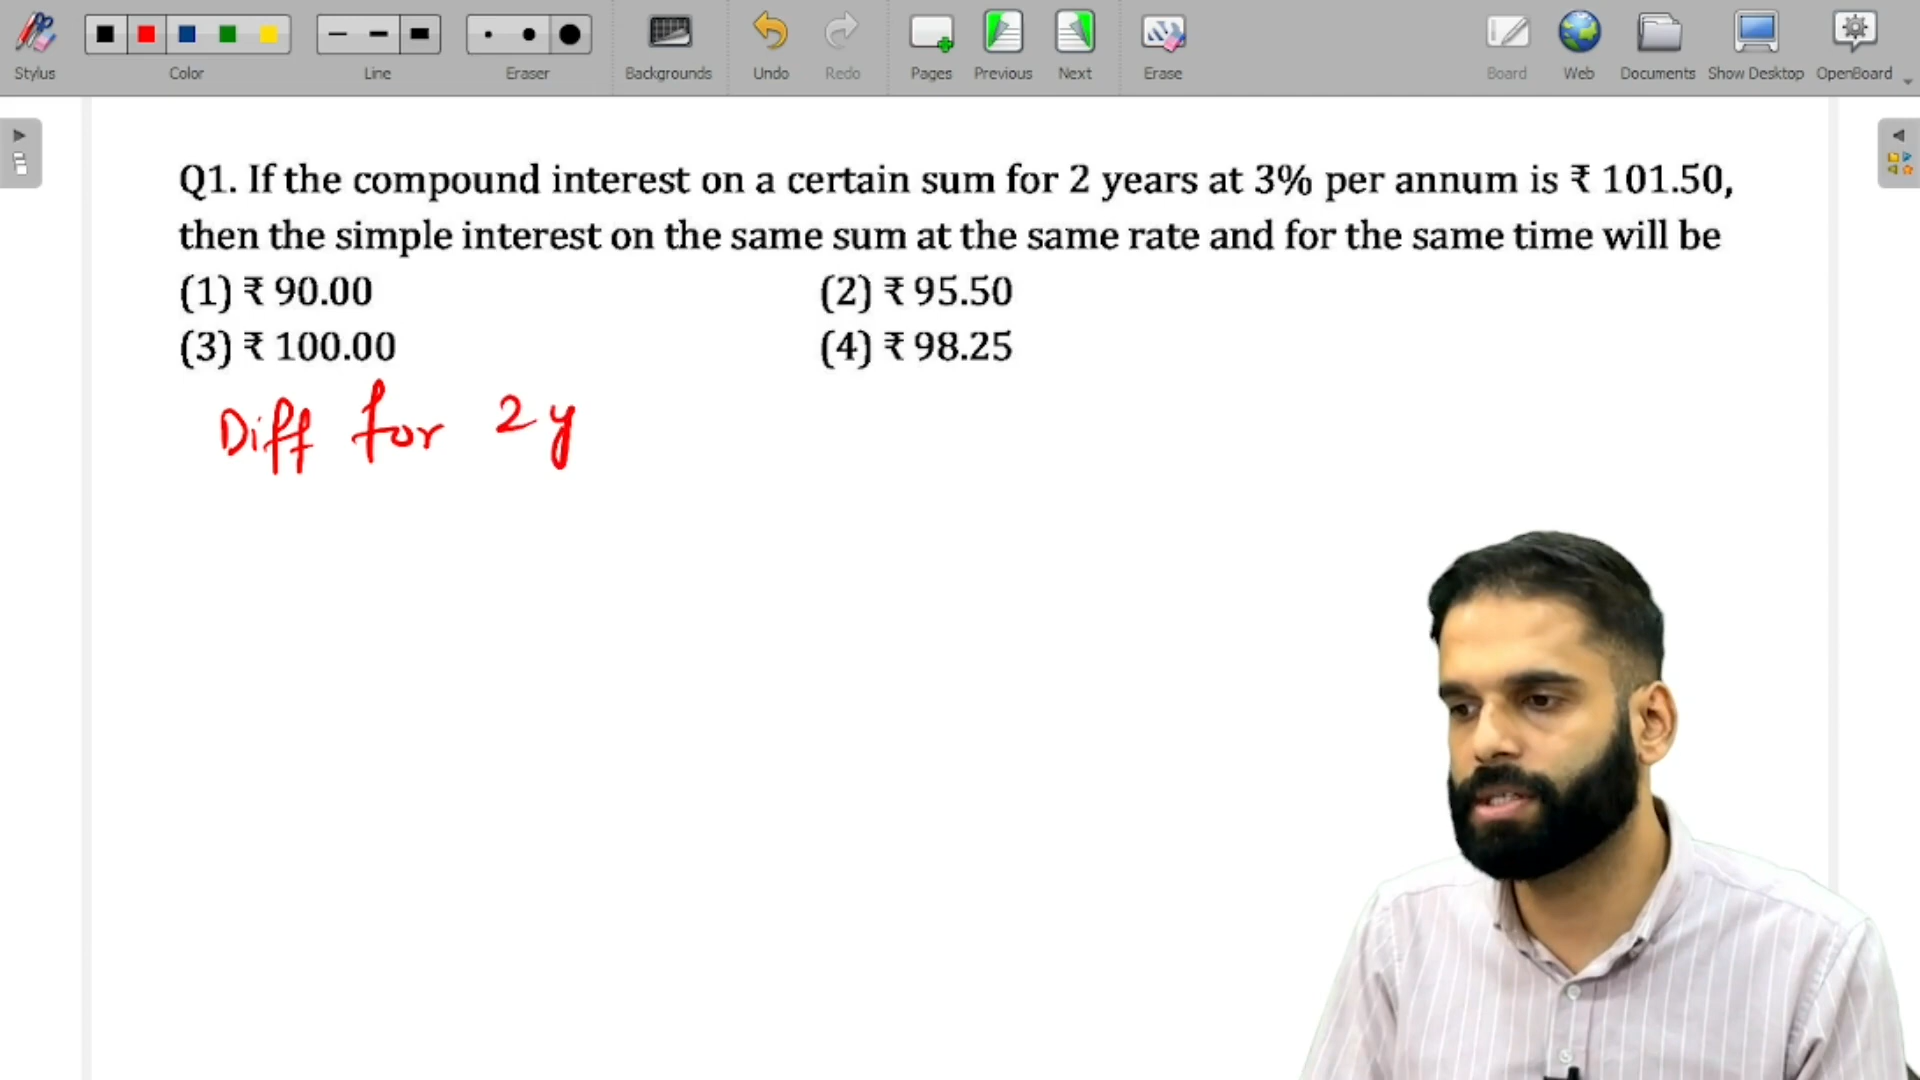 Stylus
Color
Line
Eraser
Backgrounds
Undo
Redo
Pages
Previous
Next
Erase
Board
Web
Documents
Show Desktop
OpenBoard
Q1. If the compound interest on a certain sum for 2 years at 3% per annum is ₹ 101.50,
then the simple interest on the same sum at the same rate and for the same time will be
(1) ₹ 90.00 (2) ₹ 95.50
(3) ₹ 100.00 (4) ₹ 98.25
Diff for 2y